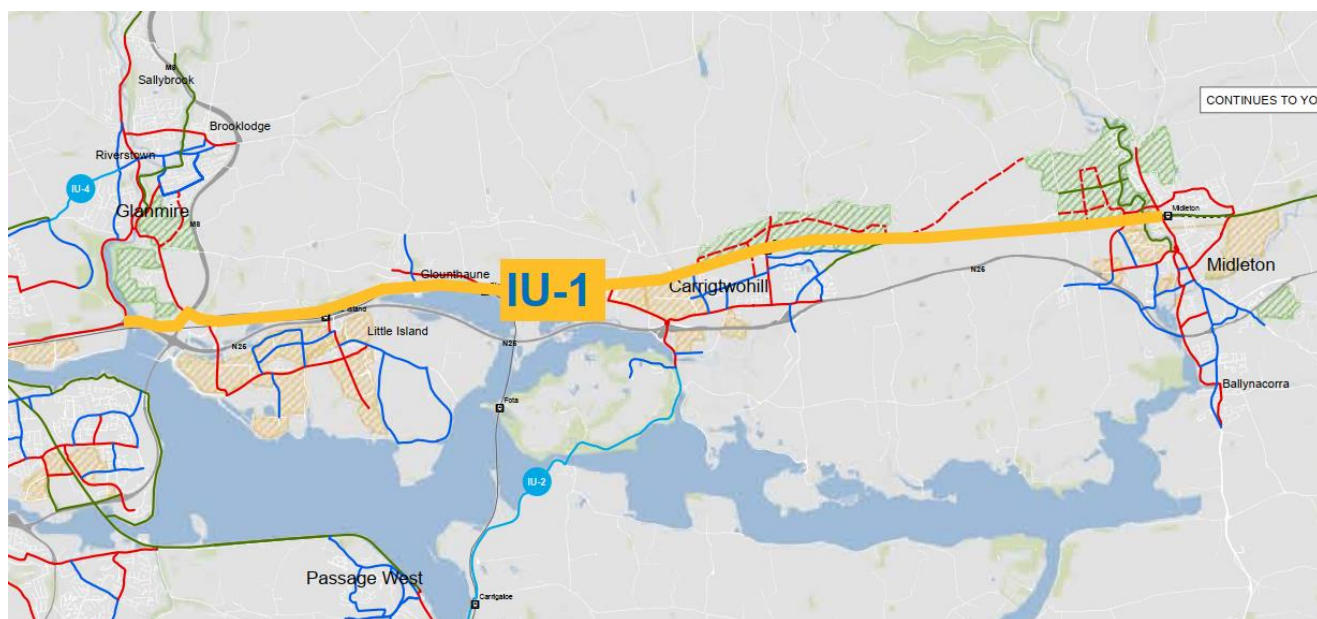 M8
Sallybrook
Brooklodge
CONTINUES TO YO
Riverstown
IU-4
Glanmire
M8
Midleton
Midleton
Glounthaune
IU-1
Carrigtwohill
N25
Little Island
N25
N25
Ballynacorra
Fota
IU-2
Passage West
Carrigaloe